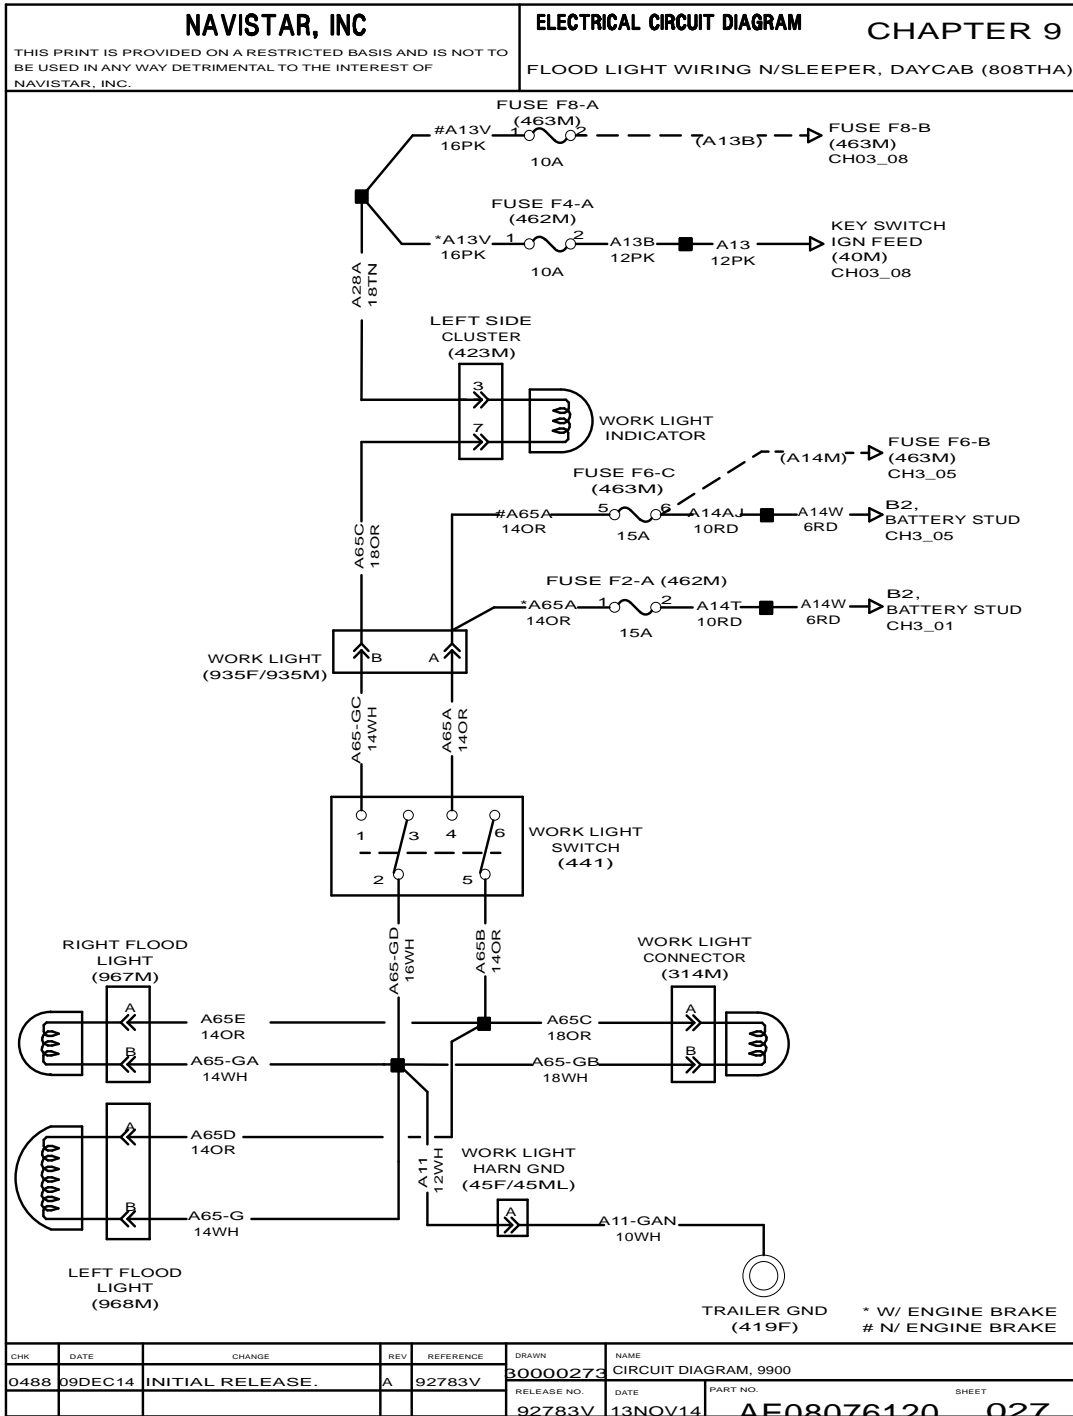 NAVISTAR, INC
THIS PRINT IS PROVIDED ON A RESTRICTED BASIS AND IS NOT TO
BE USED IN ANY WAY DETRIMENTAL TO THE INTEREST OF
NAVISTAR, INC.
ELECTRICAL CIRCUIT DIAGRAM
CHAPTER 9
FLOOD LIGHT WIRING N/SLEEPER, DAYCAB (808THA)
FUSE F8-A
(463M)
#A13V
16PK
1
2
10A
(A13B)
FUSE F8-B
(463M)
CH03_08
FUSE F4-A
(462M)
*A13V
16PK
1
2
10A
A13B
12PK
A13
12PK
KEY SWITCH
IGN FEED
(40M)
CH03_08
A28A
18TN
LEFT SIDE
CLUSTER
(423M)
3
7
WORK LIGHT
INDICATOR
FUSE F6-C
(463M)
#A65A
14OR
5
6
15A
(A14M)
FUSE F6-B
(463M)
CH3_05
A14AJ
10RD
A14W
6RD
B2,
BATTERY STUD
CH3_05
A65C
18OR
FUSE F2-A (462M)
*A65A
14OR
1
2
15A
A14T
10RD
A14W
6RD
B2,
BATTERY STUD
CH3_01
WORK LIGHT
(935F/935M)
B
A
A65-GC
14WH
A65A
14OR
1
3
4
6
2
5
WORK LIGHT
SWITCH
(441)
A65-GD
16WH
A65B
14OR
RIGHT FLOOD
LIGHT
(967M)
A
B
A65E
14OR
A65-GA
14WH
WORK LIGHT
CONNECTOR
(314M)
A65C
18OR
A65-GB
18WH
A
B
A
B
A65D
14OR
A65-G
14WH
LEFT FLOOD
LIGHT
(968M)
A11
12WH
WORK LIGHT
HARN GND
(45F/45ML)
A
A11-GAN
10WH
TRAILER GND
(419F)
* W/ ENGINE BRAKE
# N/ ENGINE BRAKE
CHK DATE CHANGE REV REFERENCE
0488 09DEC14 INITIAL RELEASE. A 92783V
DRAWN
30000273
NAME
CIRCUIT DIAGRAM, 9900
RELEASE NO.
92783V
DATE
13NOV14
PART NO.
AE08076120
SHEET
027